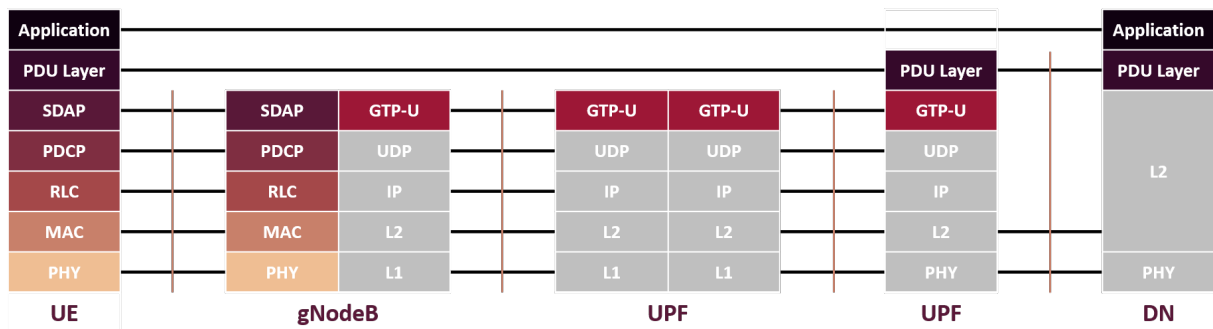 Application Application
PDU Layer PDU Layer PDU Layer
SDAP SDAP GTP-U GTP-U GTP-U GTP-U
PDCP PDCP UDP UDP UDP UDP
RLC RLC IP IP IP IP L2
MAC MAC L2 L2 L2 L2
PHY PHY L1 L1 L1 PHY PHY
UE gNodeB UPF UPF DN